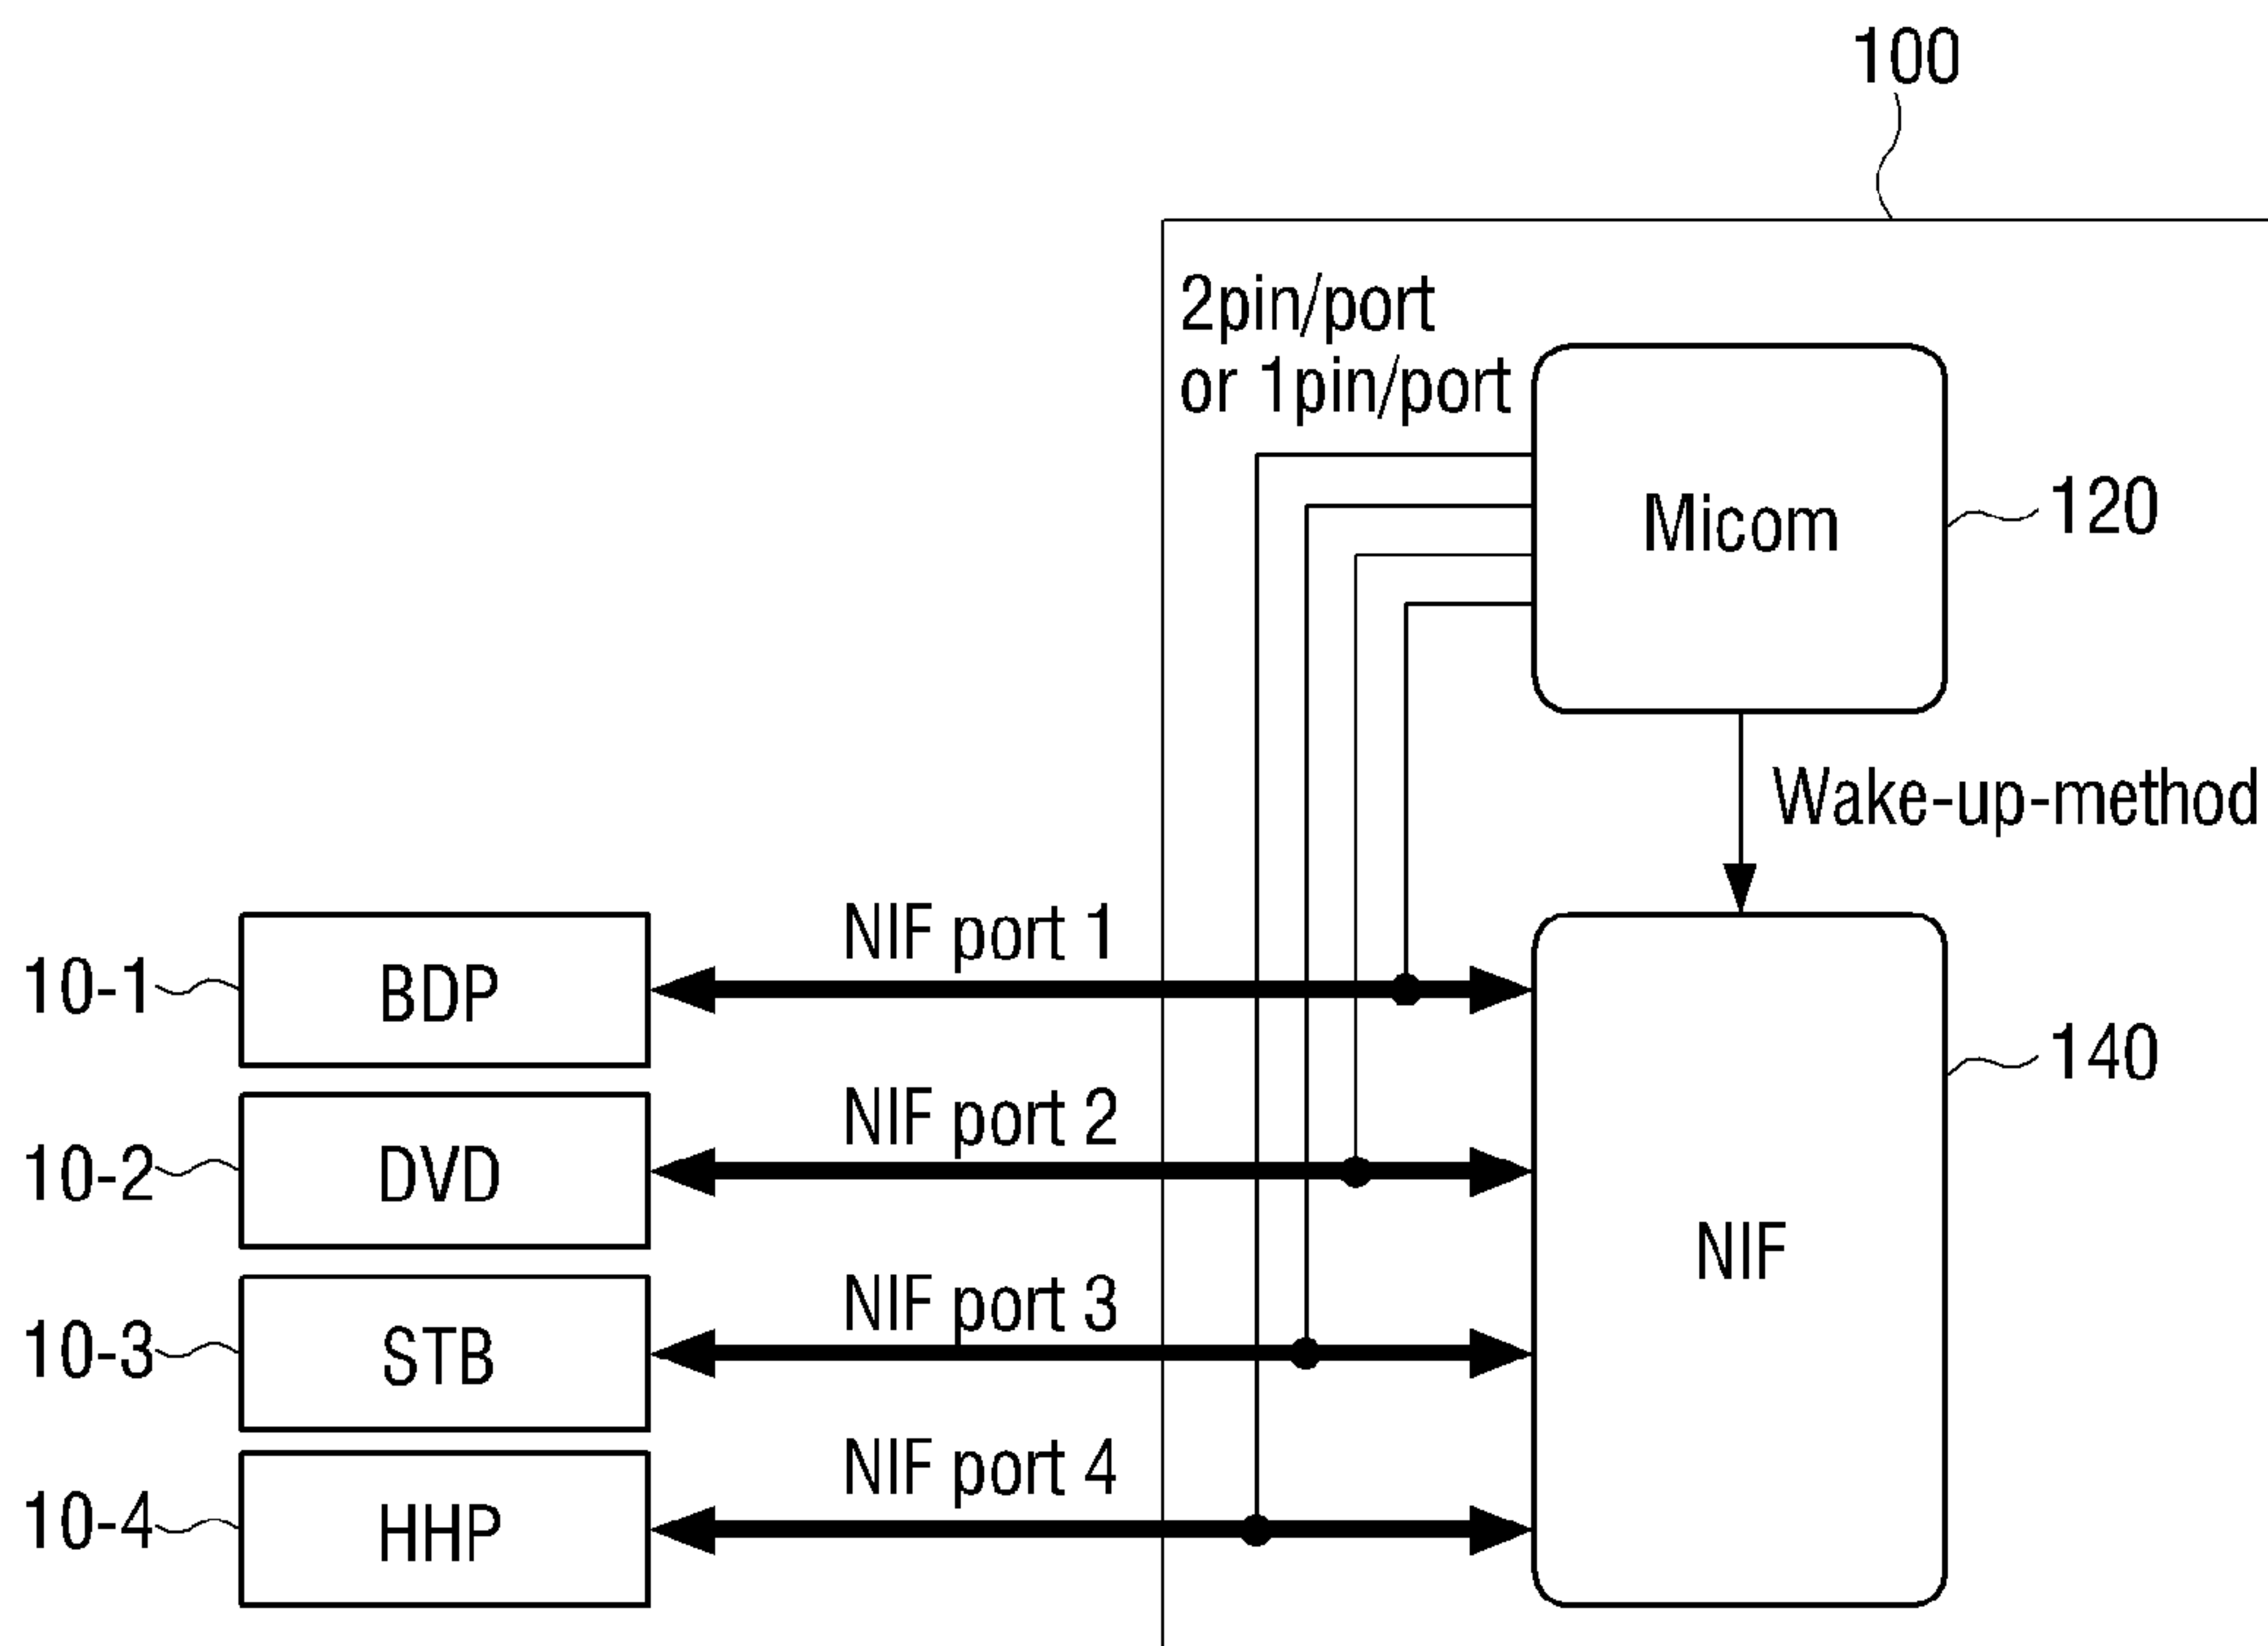 100
2pin/port
or 1pin/port
Micom
120
Wake-up-method
NIF port 1
10-1
BDP
140
NIF port 2
10-2
DVD
NIF
NIF port 3
10-3
STB
NIF port 4
10-4
HHP